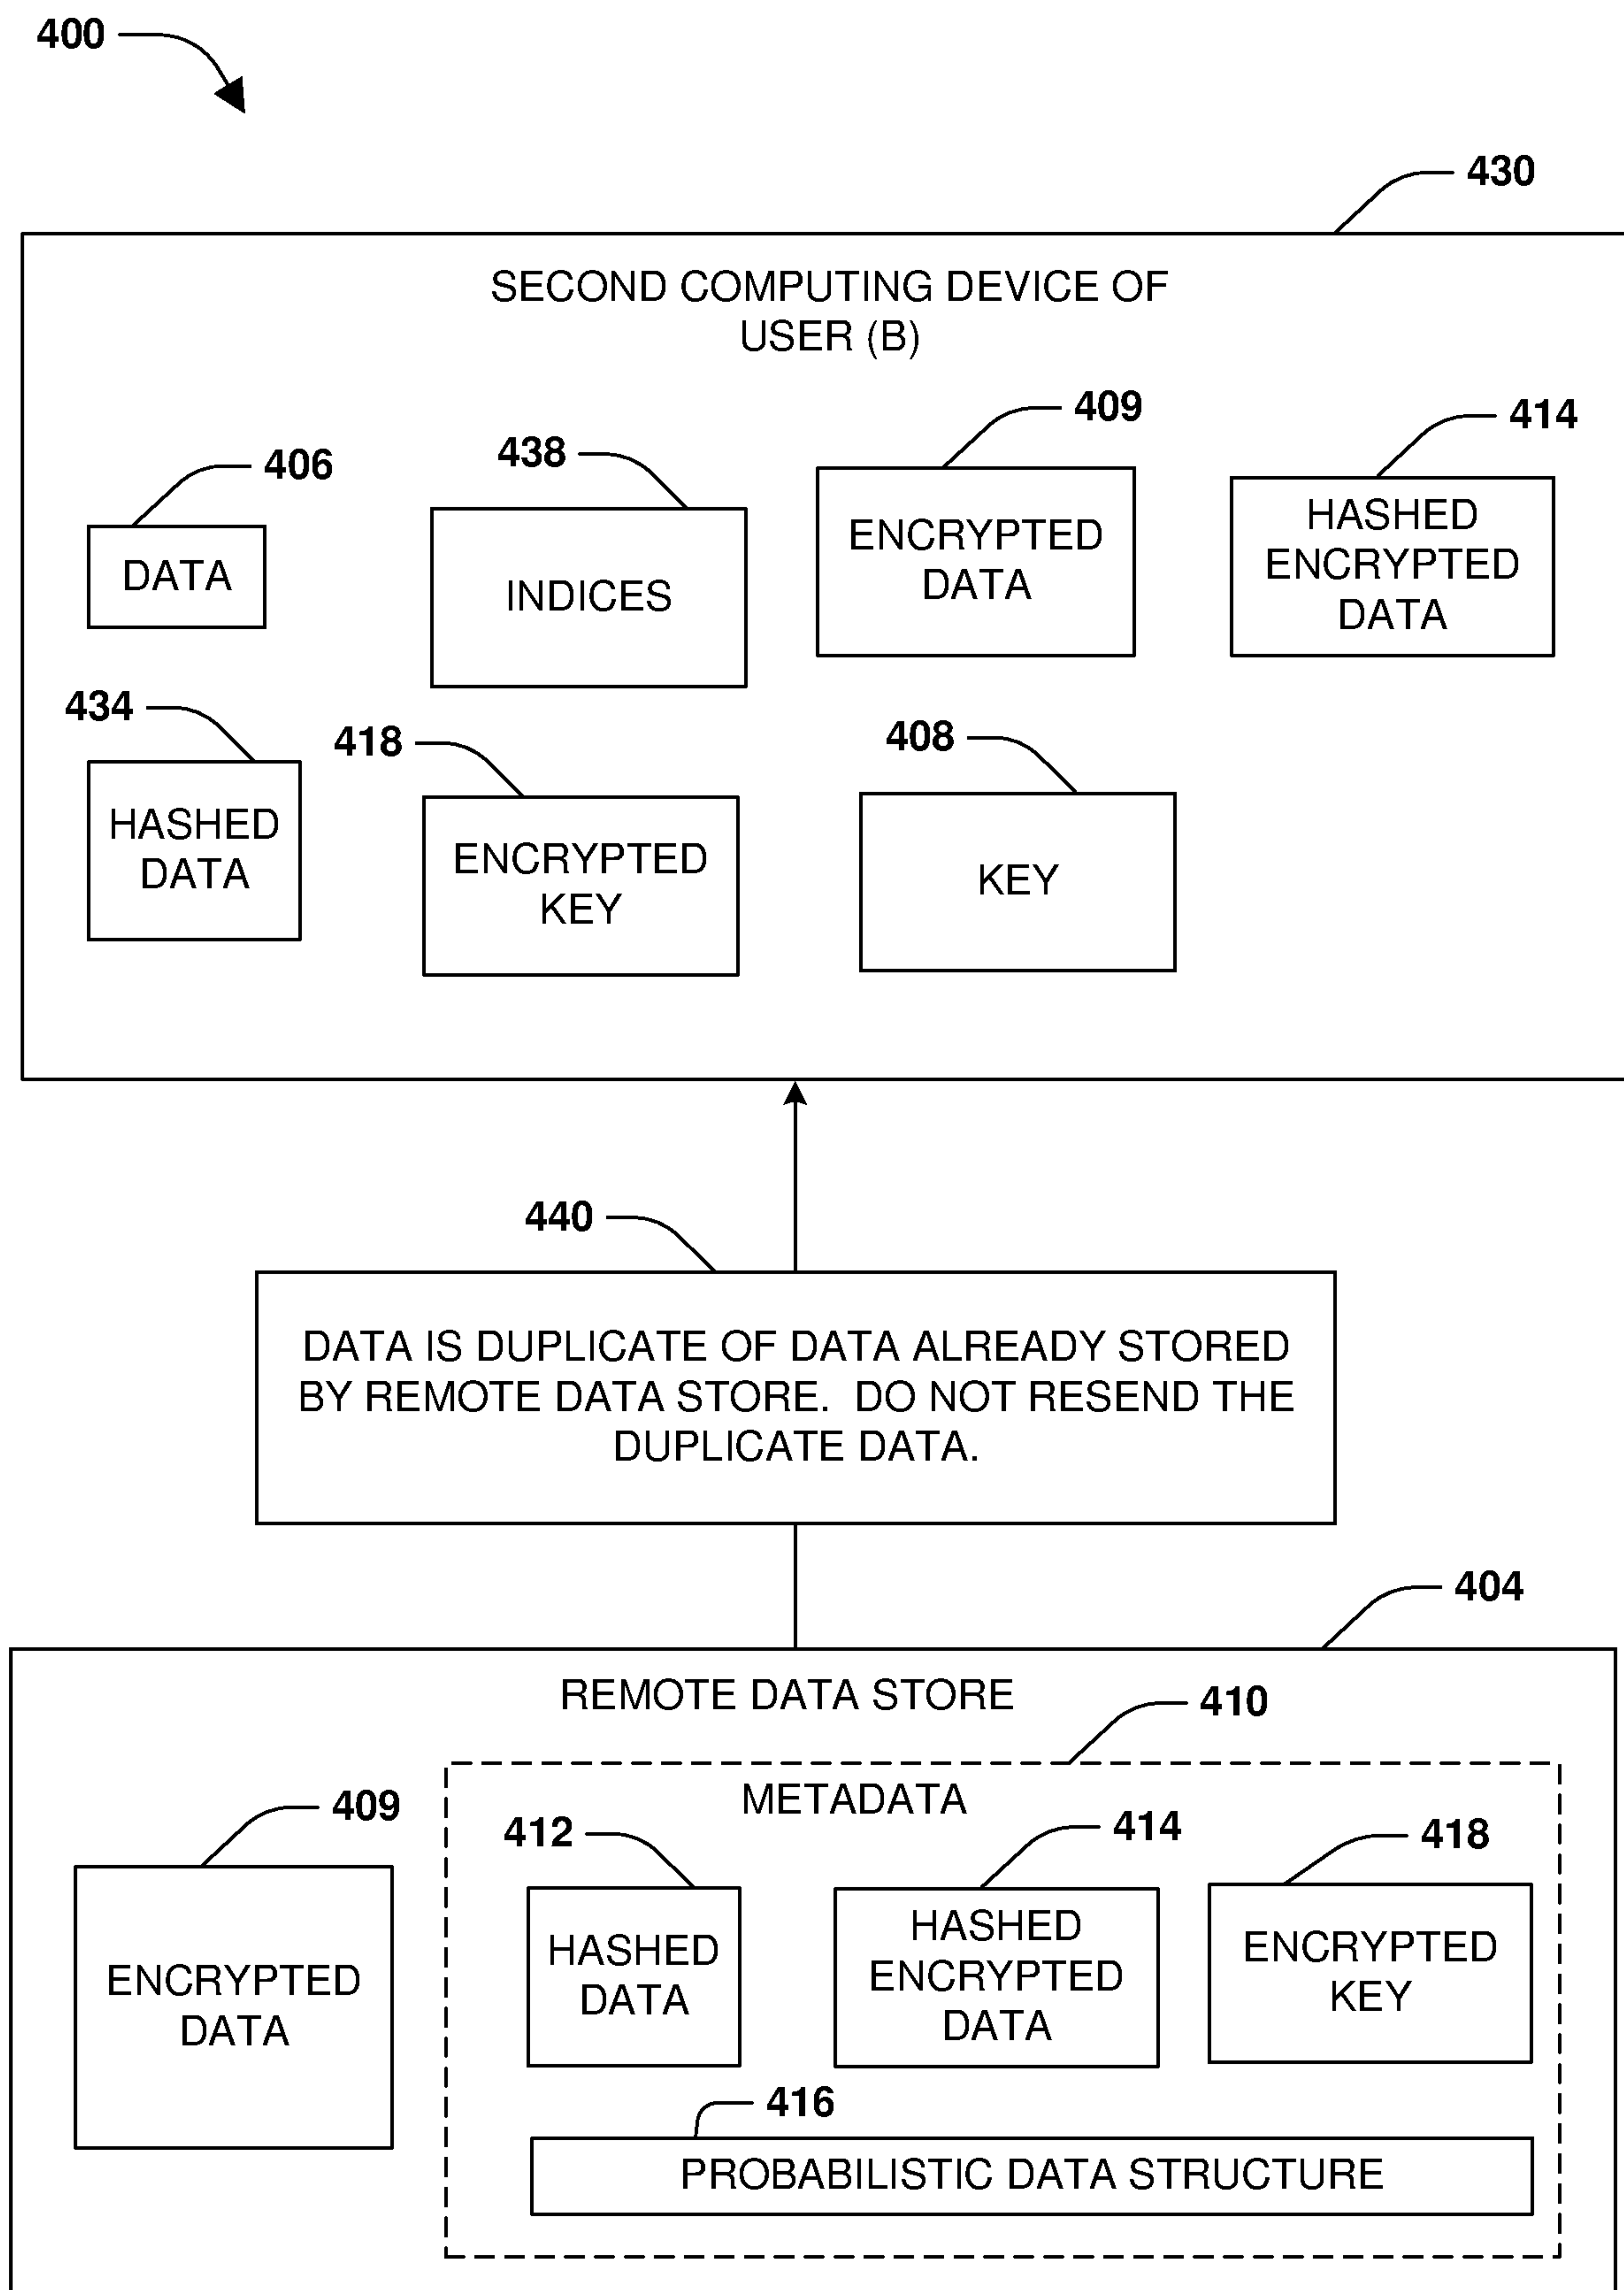 400
430
SECOND COMPUTING DEVICE OF
USER (B)
406
DATA
438
INDICES
409
ENCRYPTED
DATA
414
HASHED
ENCRYPTED
DATA
434
HASHED
DATA
418
ENCRYPTED
KEY
408
KEY
440
DATA IS DUPLICATE OF DATA ALREADY STORED
BY REMOTE DATA STORE. DO NOT RESEND THE
DUPLICATE DATA.
404
REMOTE DATA STORE
409
ENCRYPTED
DATA
410
METADATA
412
HASHED
DATA
414
HASHED
ENCRYPTED
DATA
418
ENCRYPTED
KEY
416
PROBABILISTIC DATA STRUCTURE